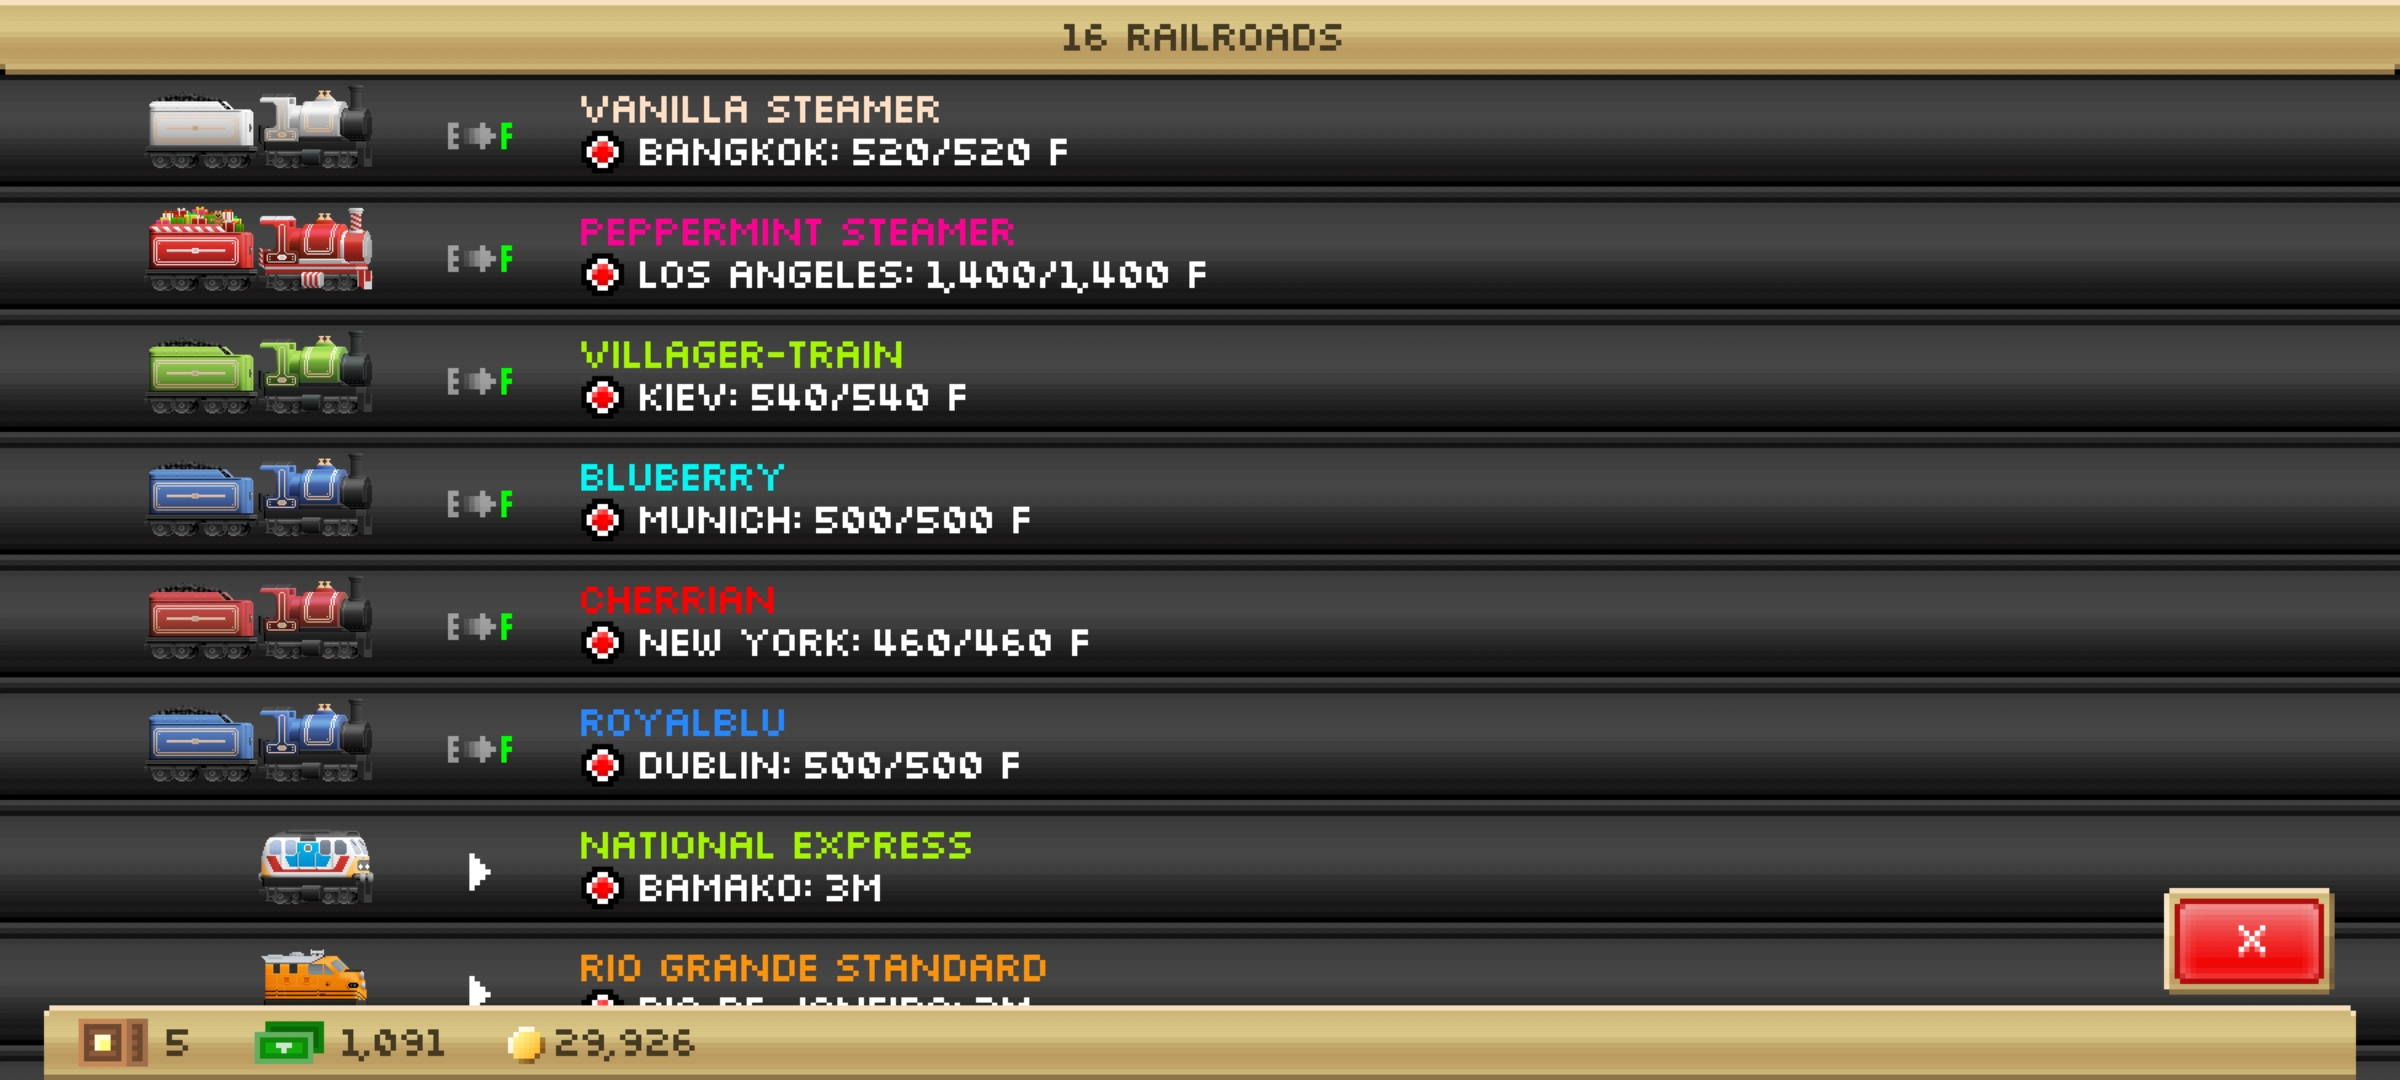 16 RAILROADS
VANILLA STEAMER
E F
BANGKOK: 520/520 F
PEPPERMINT STEAMER
E F
LOS ANGELES: 1,400/1,400 F
VILLAGER-TRAIN
E F
KIEV: 540/540 F
BLUBERRY
E F
MUNICH: 500/500 F
CHERRIAN
E F
NEW YORK: 460/460 F
ROYALBLU
E F
DUBLIN: 500/500 F
NATIONAL EXPRESS
BAMAKO: 3M
RIO GRANDE STANDARD
X
5 1,091 29,926